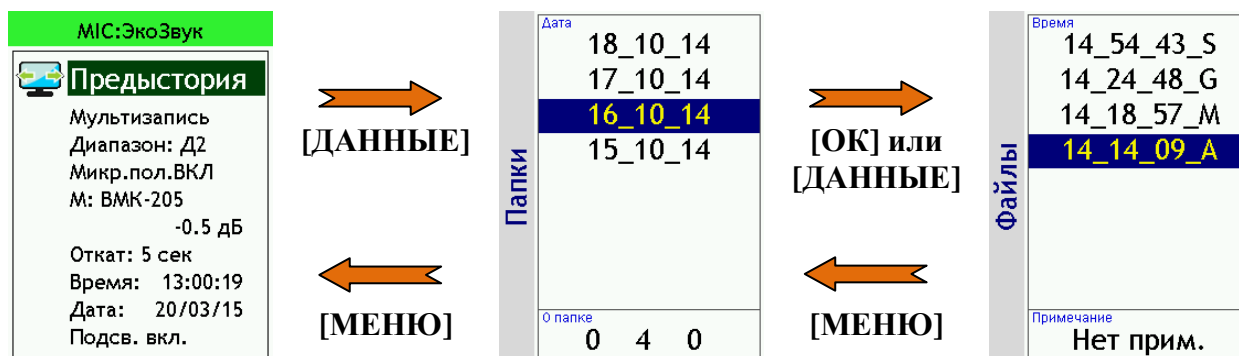 MIC:ЭкоЗвук
Предыстория
Мультизапись
Диапазон: Д2
Микр.пол.ВКЛ
М: ВМК-205
-0.5 дБ
Откат: 5 сек
Время: 13:00:19
Дата: 20/03/15
Подсв. вкл.
[ДАННЫЕ]
[МЕНЮ]
Папки
Дата
18_10_14
17_10_14
16_10_14
15_10_14
О папке
0 4 0
[ОК] или
[ДАННЫЕ]
[МЕНЮ]
Файлы
Время
14_54_43_S
14_24_48_G
14_18_57_M
14_14_09_A
Примечание
Нет прим.